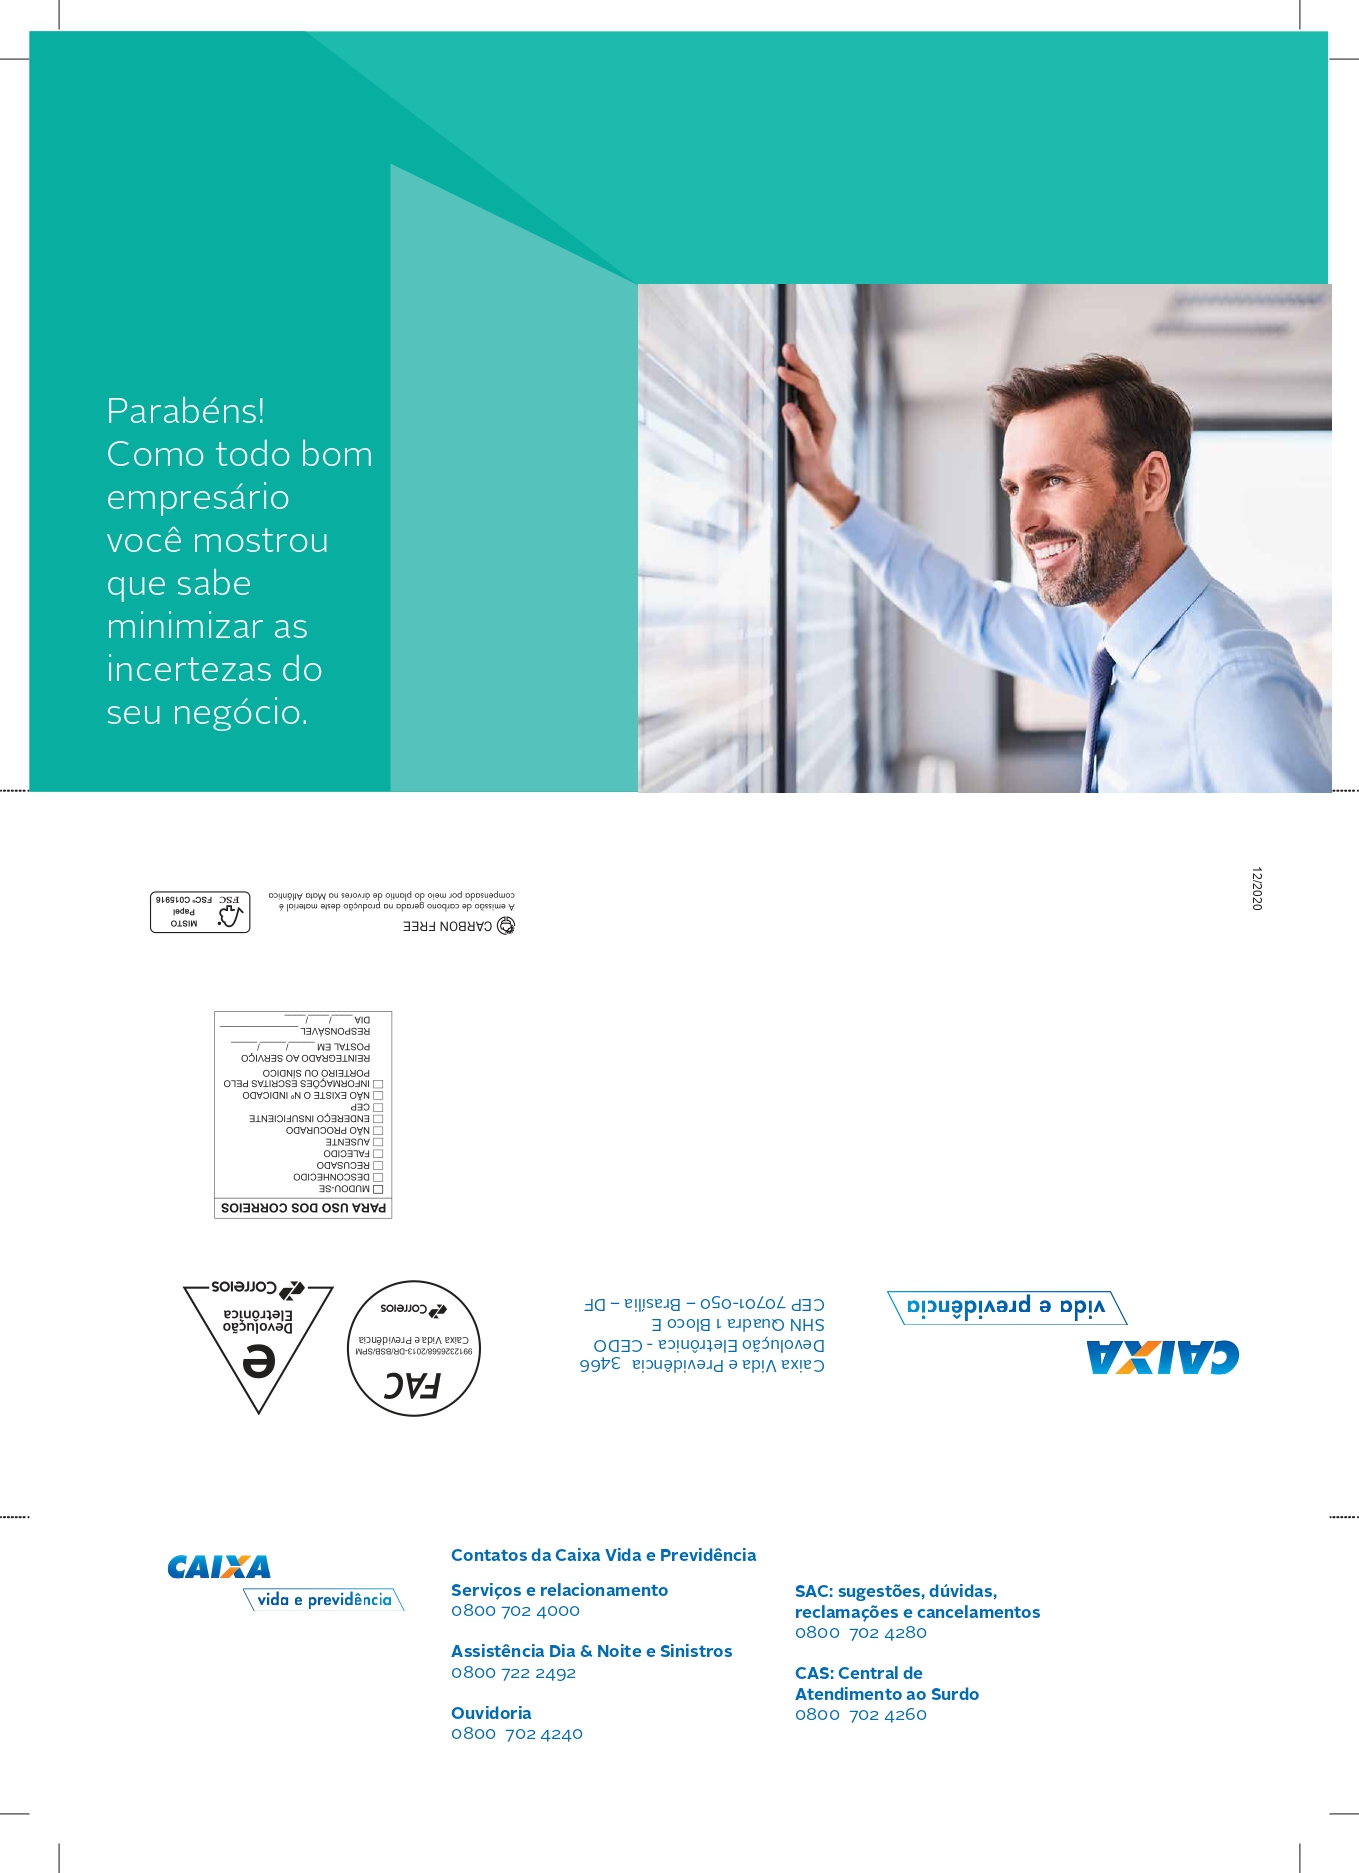 CAIXA
vida e previdência
Contatos da Caixa Vida e Previdência
Serviços e relacionamento
0800 702 4000
Assistência Dia & Noite e Sinistros
0800 722 2492
Ouvidoria
0800 702 4240
SAC: sugestões, dúvidas,
reclamações e cancelamentos
0800 702 4280
CAS: Central de
Atendimento ao Surdo
0800 702 4260
CAIXA
vida e previdência
Caixa Vida e Previdência 3466
Devolução Eletrônica - CEDO
SHN Quadra 1 Bloco E
CEP 70701-050 – Brasília – DF
FAC
9912326568/2013-DR/BSB/SPM
Caixa Vida e Previdência
Correios
e
Devolução
Eletrônica
Correios
PARA USO DOS CORREIOS
MUDOU-SE
DESCONHECIDO
RECUSADO
FALECIDO
AUSENTE
NÃO PROCURADO
ENDEREÇO INSUFICIENTE
CEP
NÃO EXISTE O Nº INDICADO
INFORMAÇÕES ESCRITAS PELO
PORTEIRO OU SÍNDICO
REINTEGRADO AO SERVIÇO
POSTAL EM _____/_____/_____
RESPONSÁVEL _______________
DIA ____/____/____
12/2020
CARBON FREE
A emissão de carbono gerada na produção deste material é
compensada por meio do plantio de árvores na Mata Atlântica
FSC
MISTO
Papel
FSC® C015916
Parabéns!
Como todo bom
empresário
você mostrou
que sabe
minimizar as
incertezas do
seu negócio.